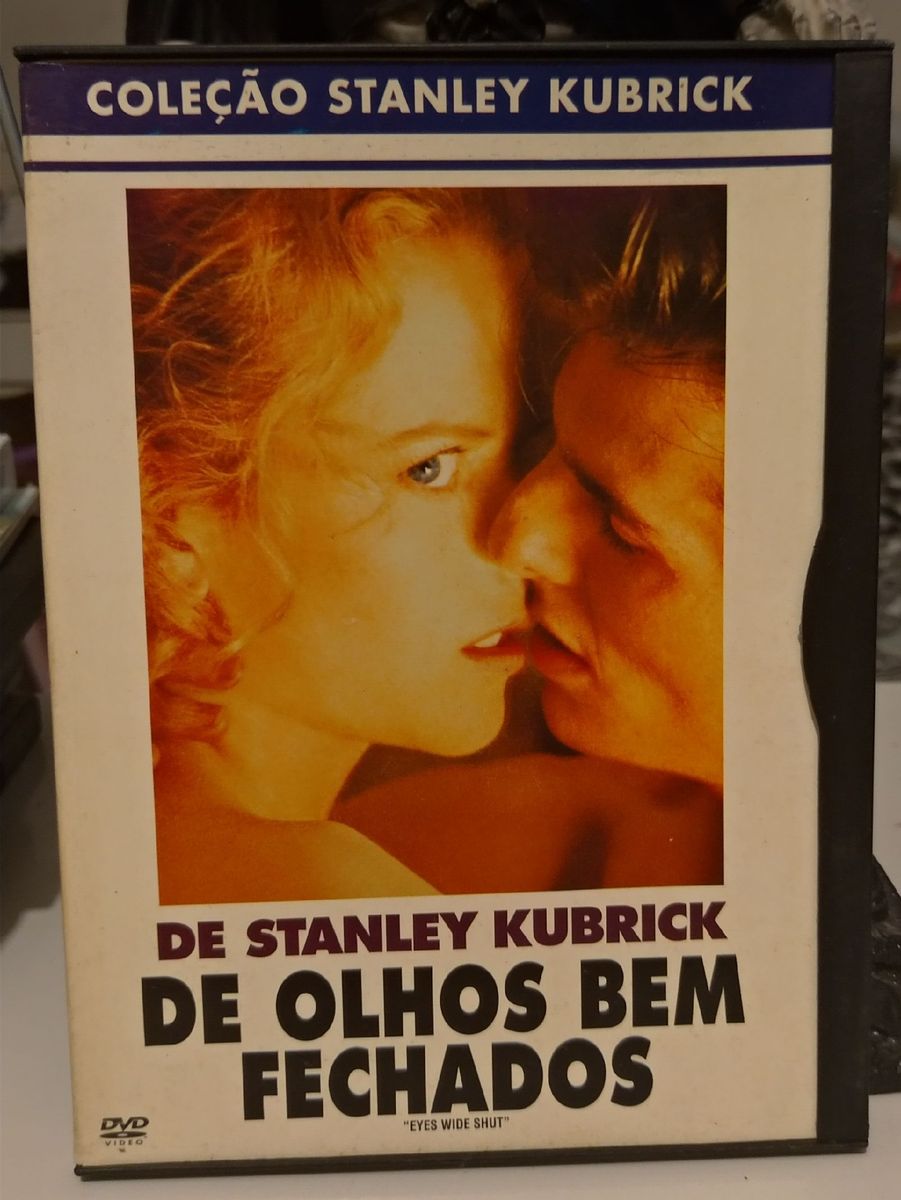 COLEÇÃO STANLEY KUBRICK
DE STANLEY KUBRICK
DE OLHOS BEM
FECHADOS
"EYES WIDE SHUT"
DVD
VIDEO